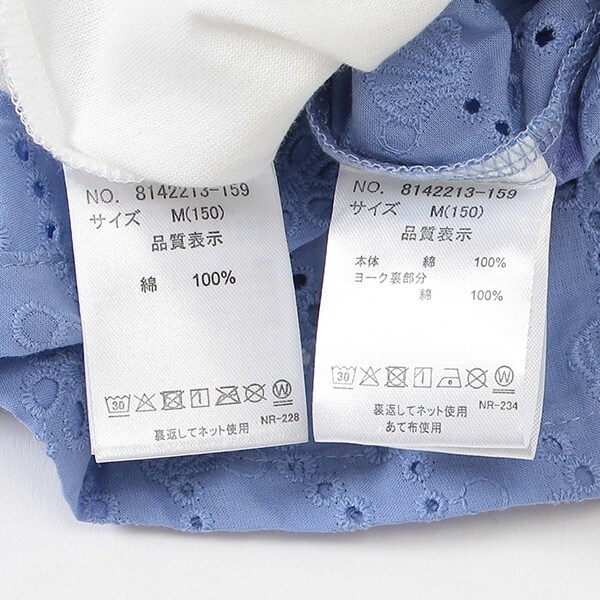 NO. 8142213-159
サイズ M(150)
品質表示
綿 100%
30 W
裏返してネット使用
NR-228
NO. 8142213-159
サイズ M(150)
品質表示
本体 綿 100%
ヨーク裏部分
綿 100%
30 W
裏返してネット使用
あて布使用
NR-234